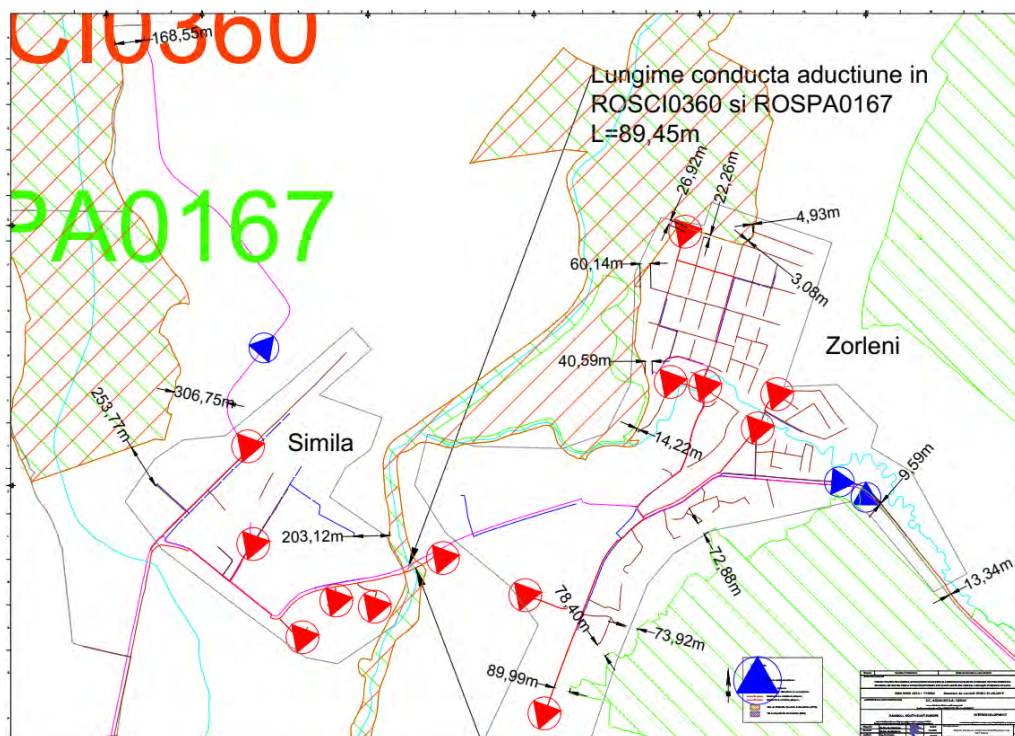 CI0360
168,55m
Lungime conducta aductiune in
ROSCI0360 si ROSPA0167
L=89,45m
PA0167
26,92m
22,26m
4,93m
60,14m
3,08m
Zorleni
40,59m
306,75m
253,77m
Simila
14,22m
9,59m
203,12m
72,88m
13,34m
78,40m
73,92m
89,99m